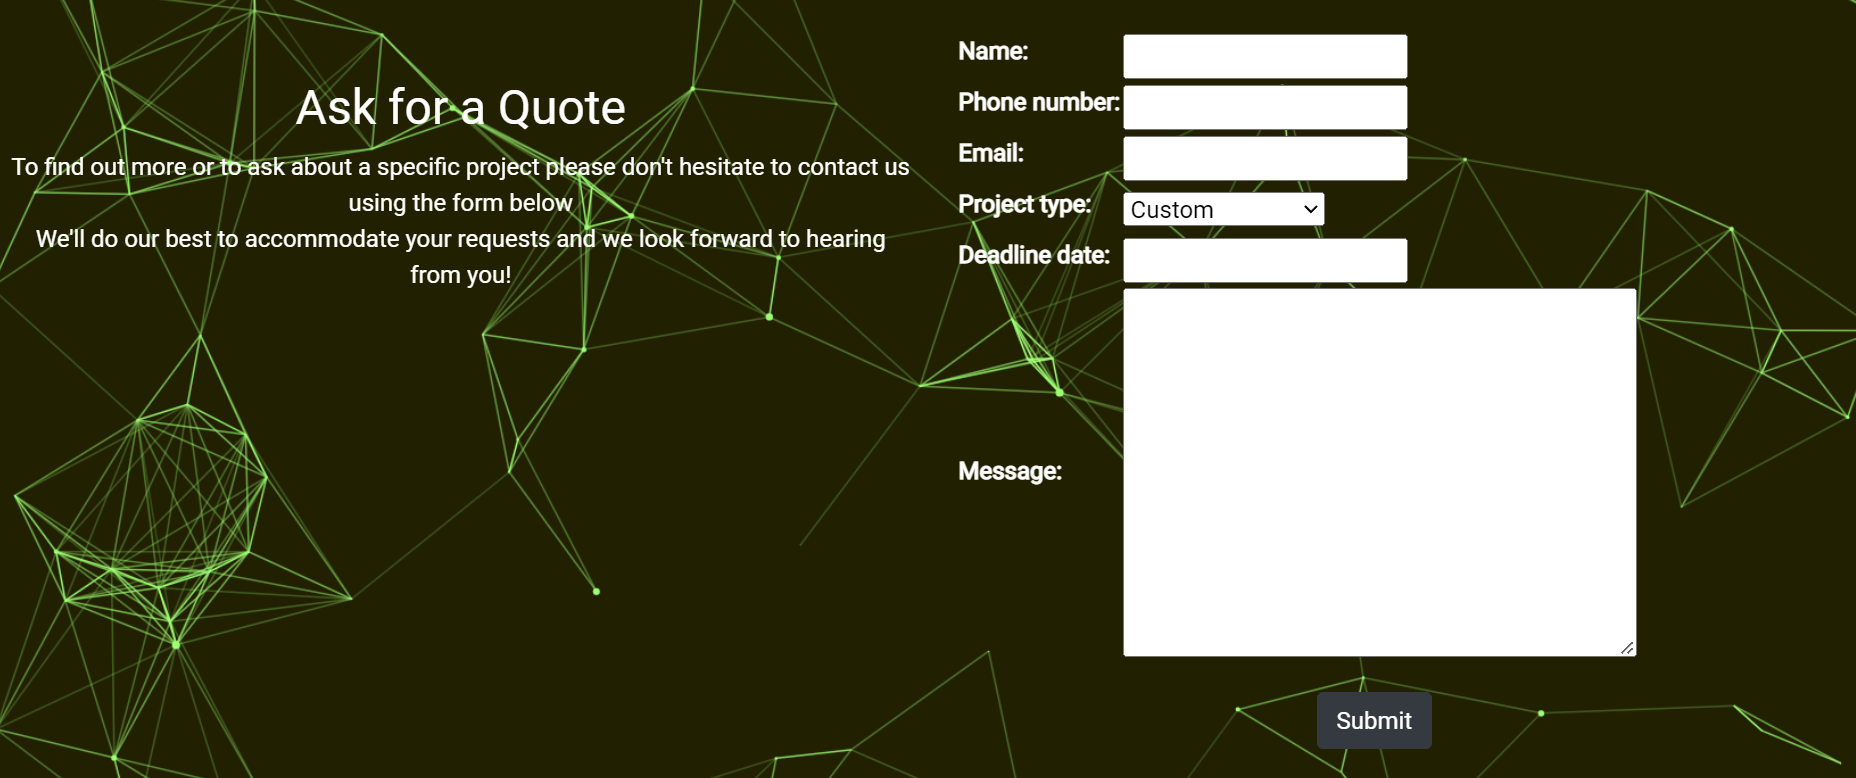 Ask for a Quote
To find out more or to ask about a specific project please don't hesitate to contact us
using the form below
We'll do our best to accommodate your requests and we look forward to hearing
from you!
Name:
Phone number:
Email:
Project type:
Custom
Deadline date:
Message:
Submit